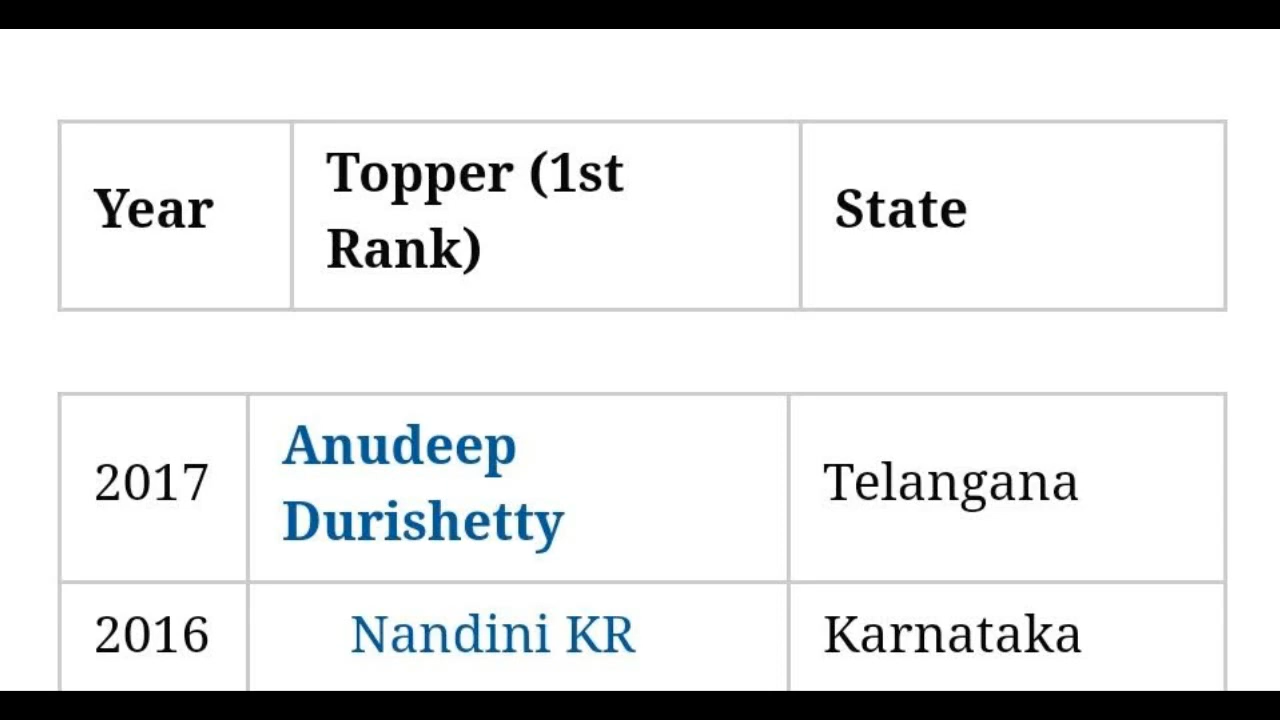 Year
Topper (1st
Rank)
State
2017
Anudeep
Durishetty
Telangana
2016
Nandini KR
Karnataka